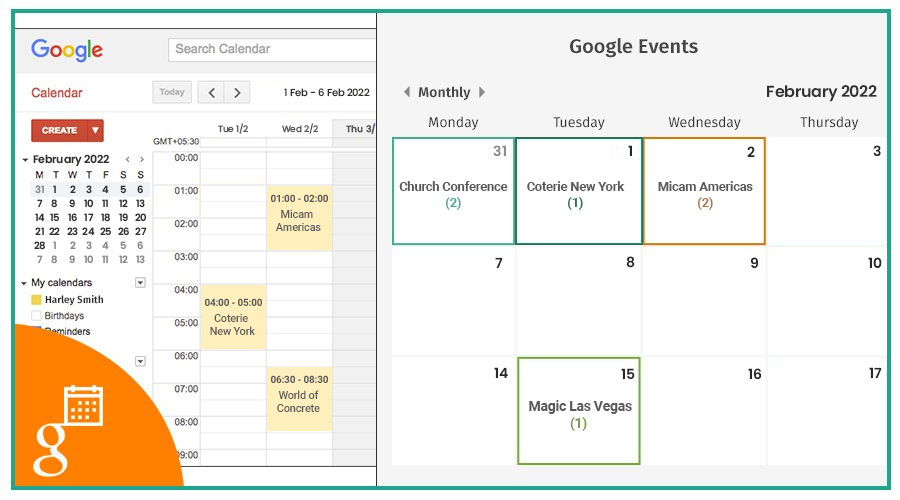 Google
Search Calendar
Calendar
Today
1 Feb – 6 Feb 2022
CREATE
Tue 1/2
Wed 2/2
Thu 3/
GMT+05:30
February 2022
M T W T F S S
31 1 2 3 4 5 6
7 8 9 10 11 12 13
14 15 16 17 18 19 20
21 22 23 24 25 26 27
28 1 2 3 4 5 6
7 8 9 10 11 12 13
My calendars
Harley Smith
Birthdays
Reminders
00:00
01:00
02:00
03:00
04:00
05:00
06:00
07:00
08:00
09:00
01:00 - 02:00
Micam
Americas
04:00 - 05:00
Coterie
New York
06:30 - 08:30
World of
Concrete
g
Google Events
Monthly
February 2022
Monday Tuesday Wednesday Thursday
31 1 2 3
Church Conference
(2)
Coterie New York
(1)
Micam Americas
(2)
7 8 9 10
14 15 16 17
Magic Las Vegas
(1)